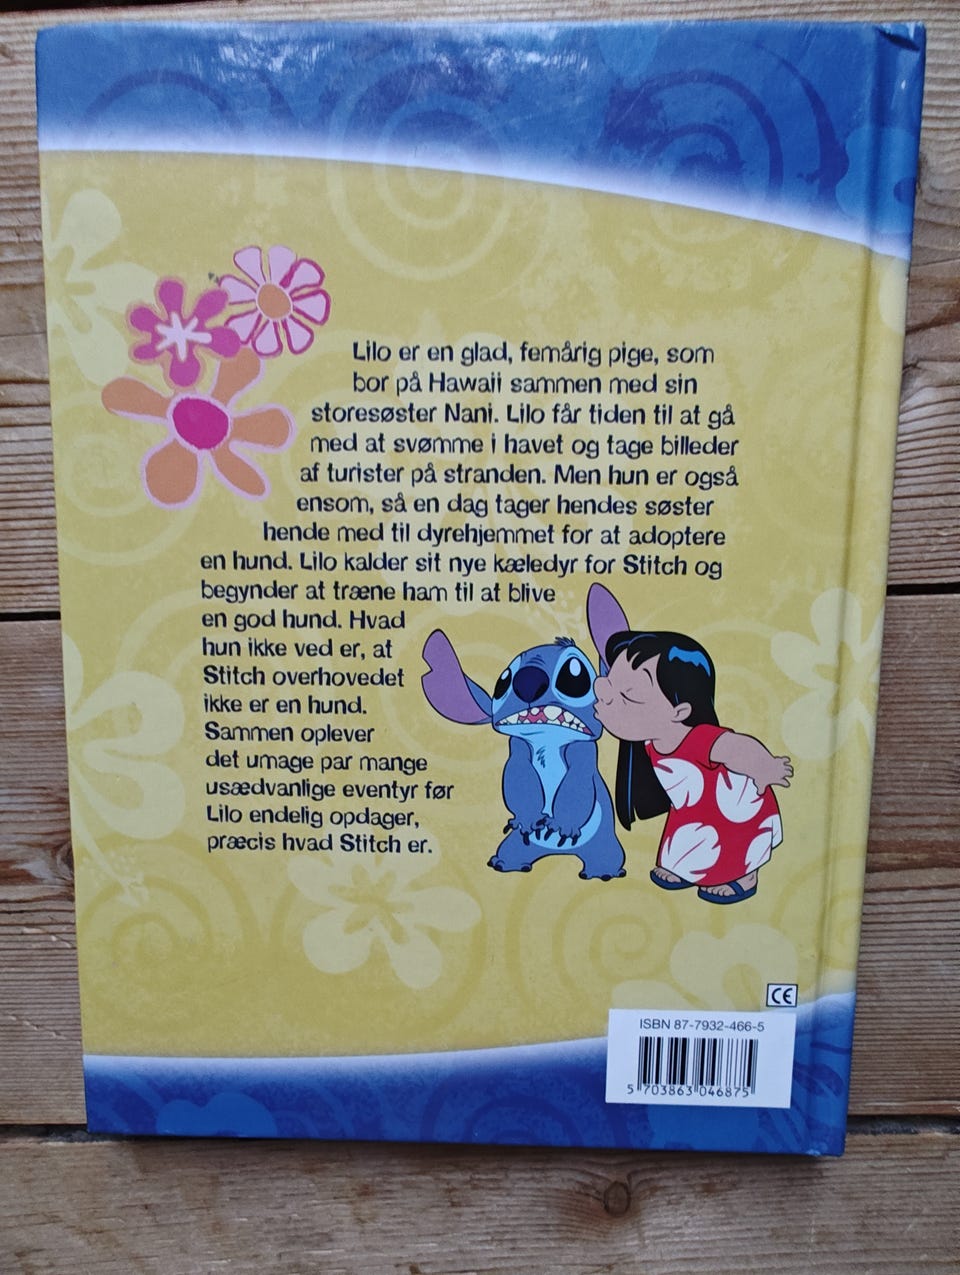 Lilo er en glad, femårig pige, som
bor på Hawaii sammen med sin
storesøster Nani. Lilo får tiden til at gå
med at svømme i havet og tage billeder
af turister på stranden. Men hun er også
ensom, så en dag tager hendes søster
hende med til dyrehjemmet for at adoptere
en hund. Lilo kalder sit nye kæledyr for Stitch og
begynder at træne ham til at blive
en god hund. Hvad
hun ikke ved er, at
Stitch overhovedet
ikke er en hund.
Sammen oplever
det umage par mange
usædvanlige eventyr før
Lilo endelig opdager,
præcis hvad Stitch er.
CE
ISBN 87-7932-466-5
5 703863 046875